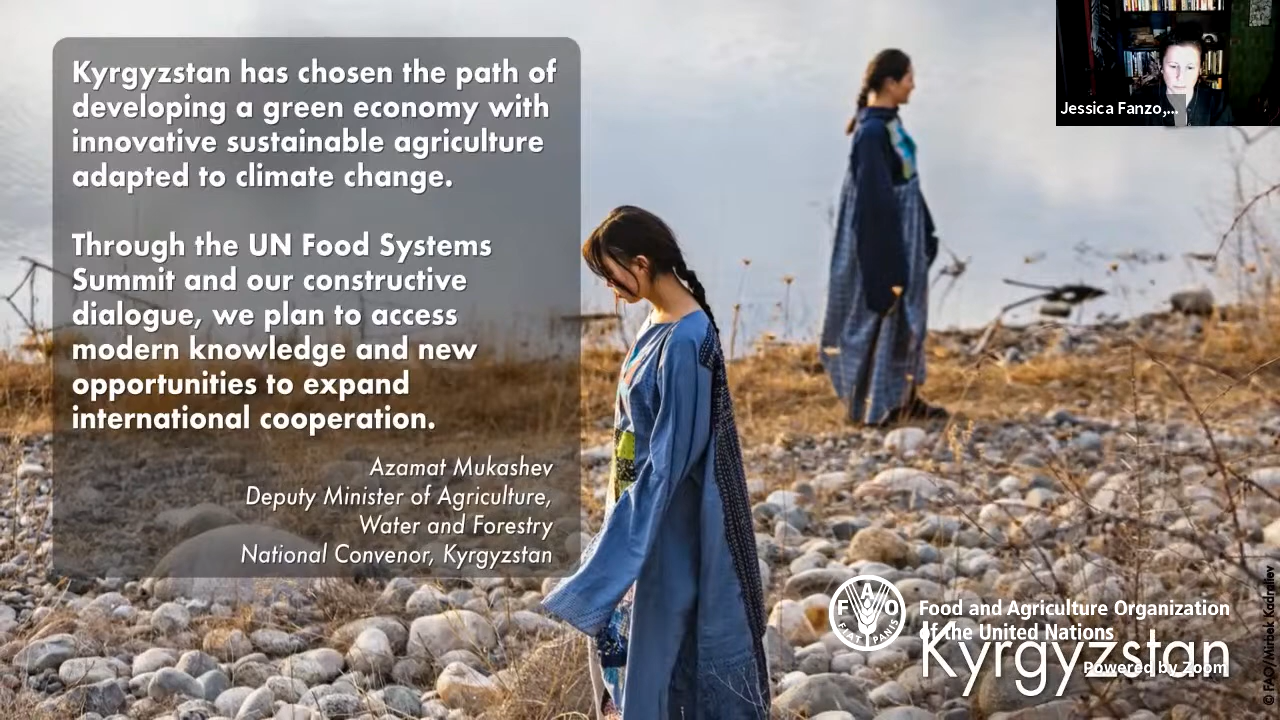 Kyrgyzstan has chosen the path of
developing a green economy with
innovative sustainable agriculture
adapted to climate change.
Through the UN Food Systems
Summit and our constructive
dialogue, we plan to access
modern knowledge and new
opportunities to expand
international cooperation.
Azamat Mukashev
Deputy Minister of Agriculture,
Water and Forestry
National Convenor, Kyrgyzstan
Jessica Fanzo,...
FAO
FIAT PANIS
Food and Agriculture Organization
of the United Nations
Kyrgyzstan
Powered by Zoom
© FAO/Mirbek Kadraliev